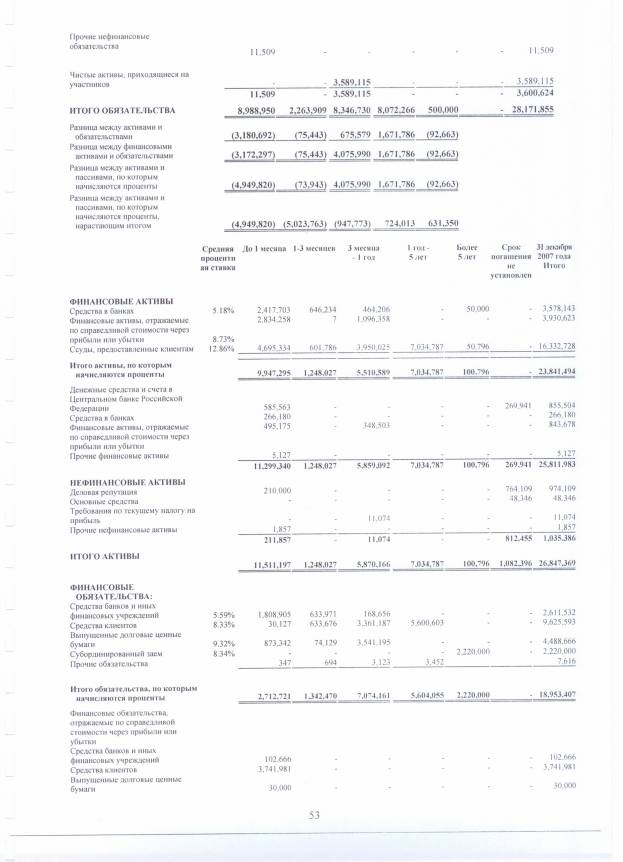 Прочие нефинансовые
обязательства 11,509 - - - - - 11,509
Чистые активы, приходящиеся на
участников - - 3,589,115 - - - 3,589,115
11,509 - 3,589,115 - - - 3,600,624
ИТОГО ОБЯЗАТЕЛЬСТВА 8,988,950 2,263,909 8,346,730 8,072,266 500,000 - 28,171,855
Разница между активами и
обязательствами (3,180,692) (75,443) 675,579 1,671,786 (92,663)
Разница между финансовыми
активами и обязательствами (3,172,297) (75,443) 4,075,990 1,671,786 (92,663)
Разница между активами и
пассивами, по которым
начисляются проценты (4,949,820) (73,943) 4,075,990 1,671,786 (92,663)
Разница между активами и
пассивами, по которым
начисляются проценты,
нарастающим итогом (4,949,820) (5,023,763) (947,773) 724,013 631,350
Средняя До 1 месяца 1-3 месяцев 3 месяца 1 год - Более Срок 31 декабря
проценти - 1 год 5 лет 5 лет погашения 2007 года
ая ставка не Итого
установлен
ФИНАНСОВЫЕ АКТИВЫ
Средства в банках 5.18% 2,417,703 646,234 464,206 - 50,000 - 3,578,143
Финансовые активы, отражаемые 2,834,258 7 1,096,358 - - - 3,930,623
по справедливой стоимости через
прибыли или убытки 8.73%
Ссуды, предоставленные клиентам 12.86% 4,695,334 601,786 3,950,025 7,034,787 50,796 - 16,332,728
Итого активы, по которым
начисляются проценты 9,947,295 1,248,027 5,510,589 7,034,787 100,796 - 23,841,494
Денежные средства и счета в
Центральном банке Российской
Федерации 585,563 - - - - 269,941 855,504
Средства в банках 266,180 - - - - - 266,180
Финансовые активы, отражаемые 495,175 - 348,503 - - - 843,678
по справедливой стоимости через
прибыли или убытки
Прочие финансовые активы 5,127 - - - - - 5,127
11,299,340 1,248,027 5,859,092 7,034,787 100,796 269,941 25,811,983
НЕФИНАНСОВЫЕ АКТИВЫ
Деловая репутация 210,000 - - - - 764,109 974,109
Основные средства - - - - - 48,346 48,346
Требования по текущему налогу на
прибыль - - 11,074 - - - 11,074
Прочие нефинансовые активы 1,857 - - - - - 1,857
211,857 - 11,074 - - 812,455 1,035,386
ИТОГО АКТИВЫ
11,511,197 1,248,027 5,870,166 7,034,787 100,796 1,082,396 26,847,369
ФИНАНСОВЫЕ
ОБЯЗАТЕЛЬСТВА:
Средства банков и иных
финансовых учреждений 5.59% 1,808,905 633,971 168,656 - - - 2,611,532
Средства клиентов 8.33% 30,127 633,676 3,361,187 5,600,603 - - 9,625,593
Выпущенные долговые ценные
бумаги 9.32% 873,342 74,129 3,541,195 - - - 4,488,666
Субординированный заем 8.34% - - - - 2,220,000 - 2,220,000
Прочие обязательства 347 694 3,123 3,452 - - 7,616
Итого обязательства, по которым
начисляются проценты 2,712,721 1,342,470 7,074,161 5,604,055 2,220,000 - 18,953,407
Финансовые обязательства,
отражаемые по справедливой
стоимости через прибыли или
убытки
Средства банков и иных
финансовых учреждений 102,666 - - - - - 102,666
Средства клиентов 3,741,981 - - - - - 3,741,981
Выпущенные долговые ценные
бумаги 30,000 - - - - - 30,000
53